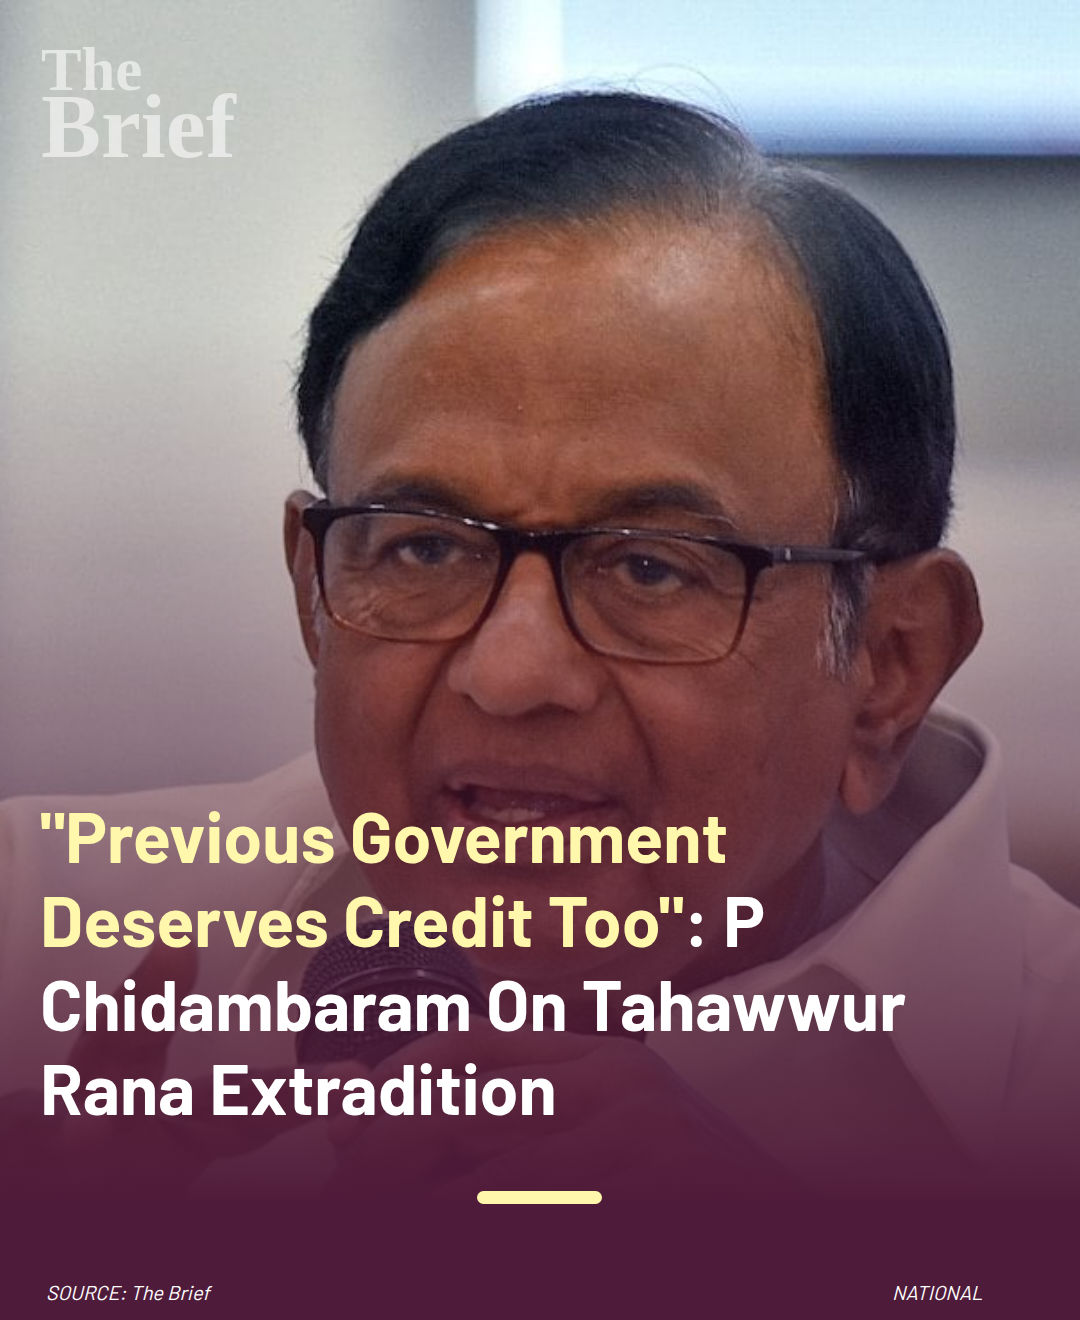 The
Brief
"Previous Government
Deserves Credit Too": P
Chidambaram On Tahawwur
Rana Extradition
SOURCE: The Brief
NATIONAL